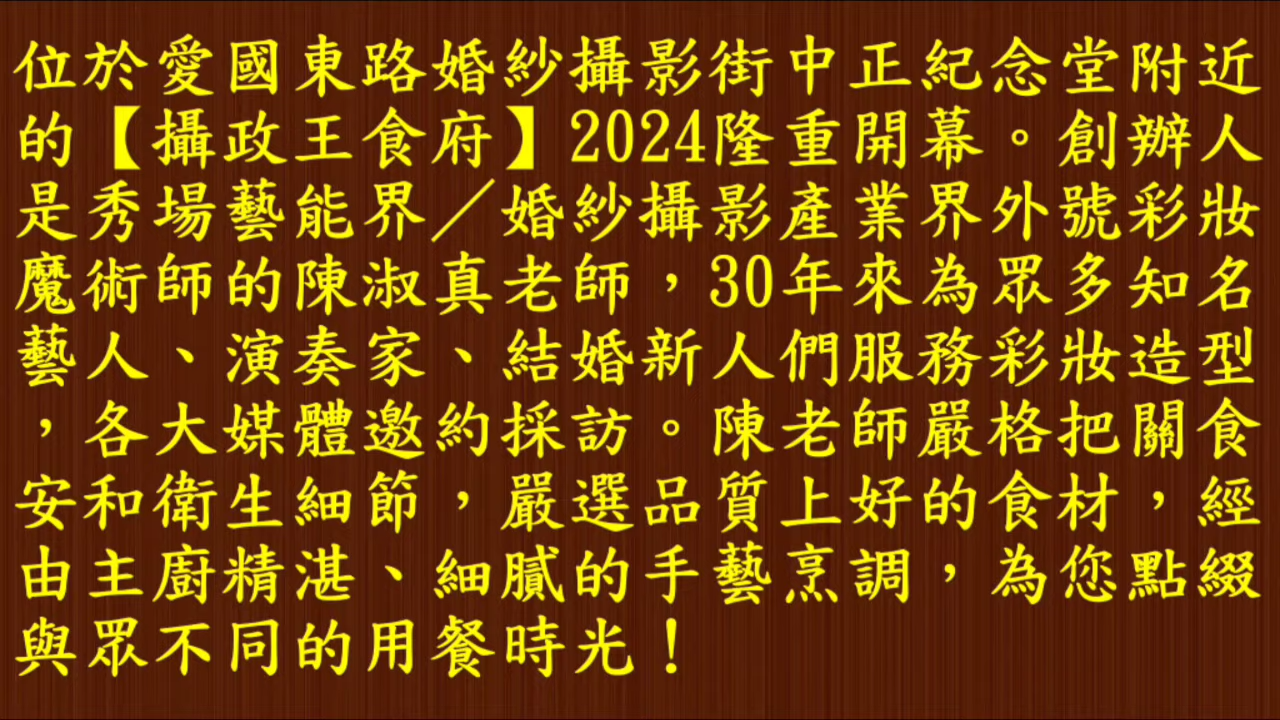 位於愛國東路婚紗攝影街中正紀念堂附近
的【攝政王食府】2024隆重開幕。創辦人
是秀場藝能界／婚紗攝影產業界外號彩妝
魔術師的陳淑真老師，30年來為眾多知名
藝人、演奏家、結婚新人們服務彩妝造型
，各大媒體邀約採訪。陳老師嚴格把關食
安和衛生細節，嚴選品質上好的食材，經
由主廚精湛、細膩的手藝烹調，為您點綴
與眾不同的用餐時光！